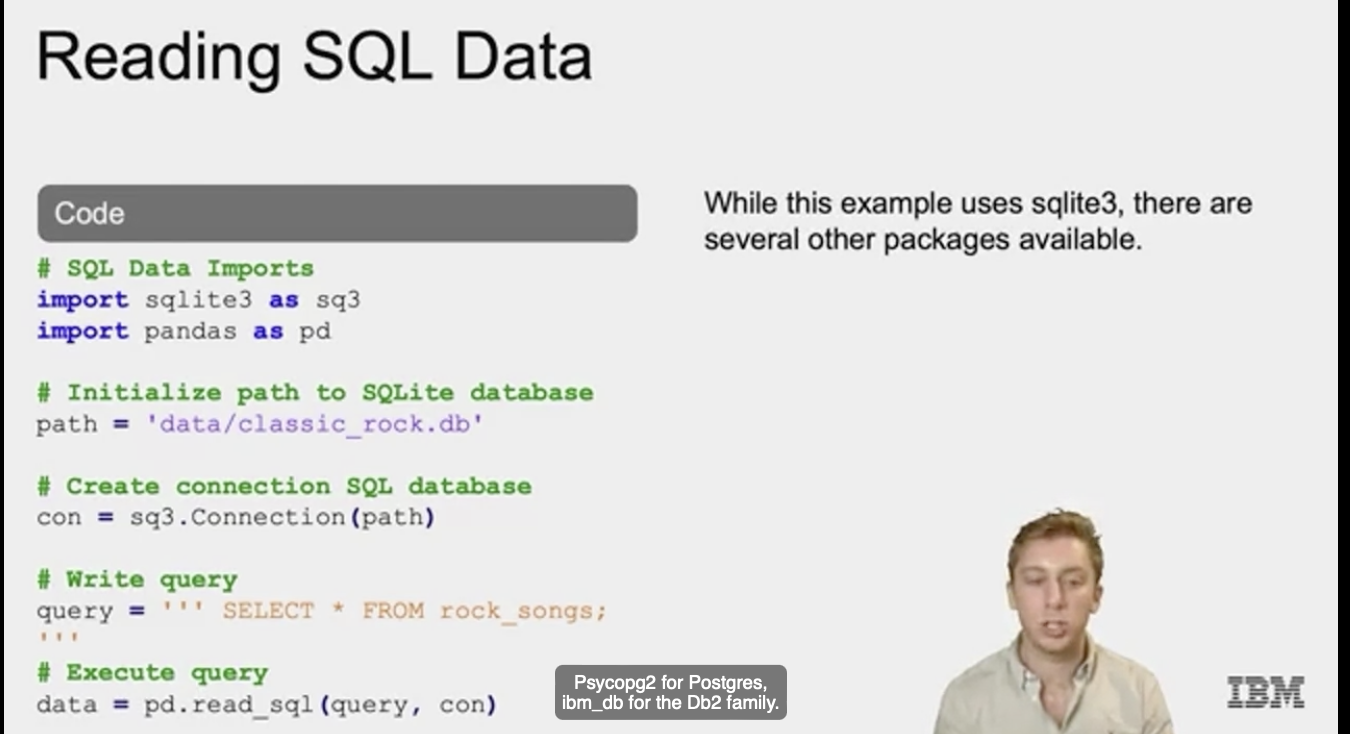 Reading SQL Data
Code
# SQL Data Imports
import sqlite3 as sq3
import pandas as pd
# Initialize path to SQLite database
path = 'data/classic_rock.db'
# Create connection SQL database
con = sq3.Connection(path)
# Write query
query = ''' SELECT * FROM rock_songs;
'''
# Execute query
data = pd.read_sql(query, con)
While this example uses sqlite3, there are
several other packages available.
Psycopg2 for Postgres,
ibm_db for the Db2 family.
IBM